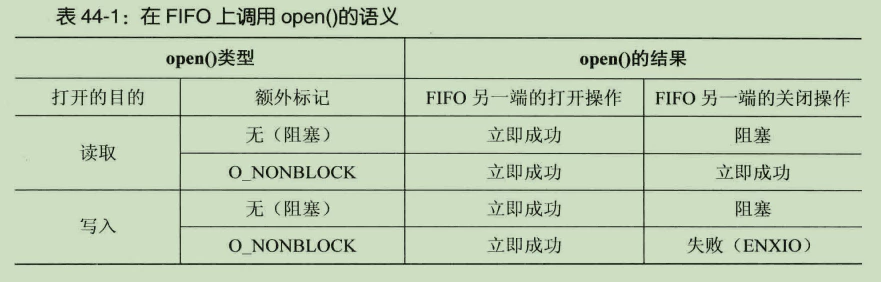 表 44-1：在 FIFO 上调用 open()的语义
open()类型 open()的结果
打开的目的 额外标记 FIFO 另一端的打开操作 FIFO 另一端的关闭操作
读取 无（阻塞） 立即成功 阻塞
O_NONBLOCK 立即成功 立即成功
写入 无（阻塞） 立即成功 阻塞
O_NONBLOCK 立即成功 失败（ENXIO）